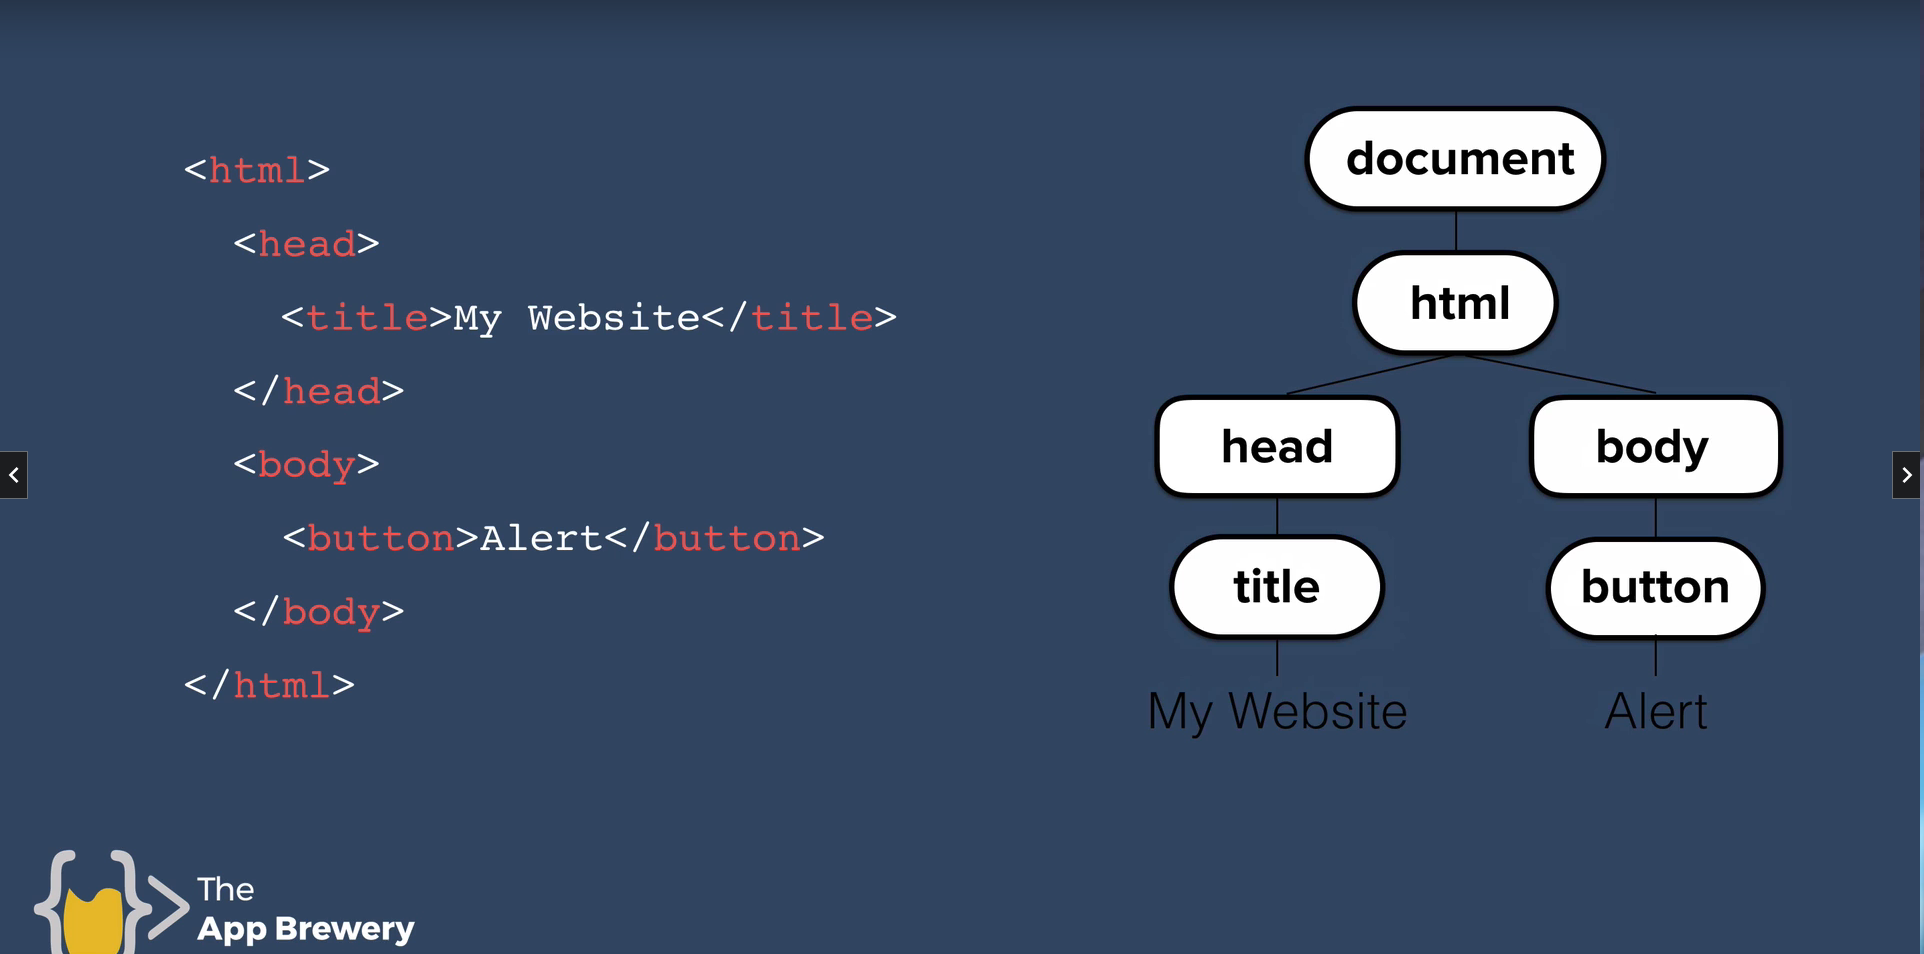 <html>
<head>
<title>My Website</title>
</head>
<body>
<button>Alert</button>
</body>
</html>
document
html
head
body
title
button
My Website
Alert
The
App Brewery